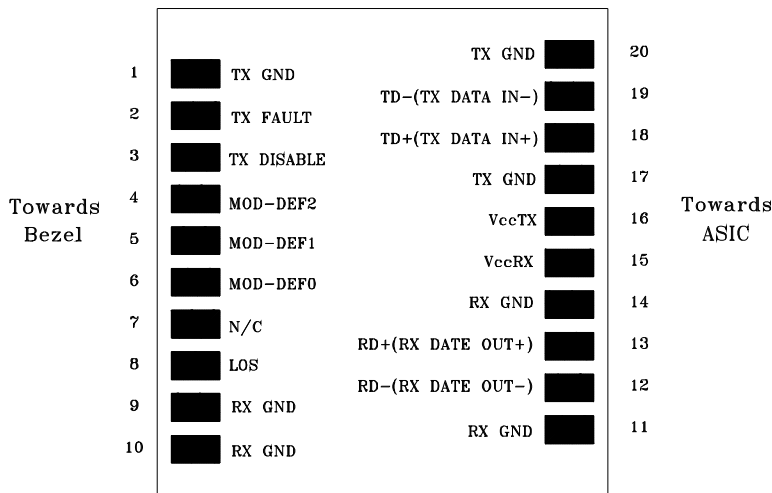 1 TX GND
2 TX FAULT
3 TX DISABLE
4 MOD-DEF2
5 MOD-DEF1
6 MOD-DEF0
7 N/C
8 LOS
9 RX GND
10 RX GND
Towards
Bezel
TX GND 20
TD-(TX DATA IN-) 19
TD+(TX DATA IN+) 18
TX GND 17
VccTX 16
VccRX 15
RX GND 14
RD+(RX DATE OUT+) 13
RD-(RX DATE OUT-) 12
RX GND 11
Towards
ASIC